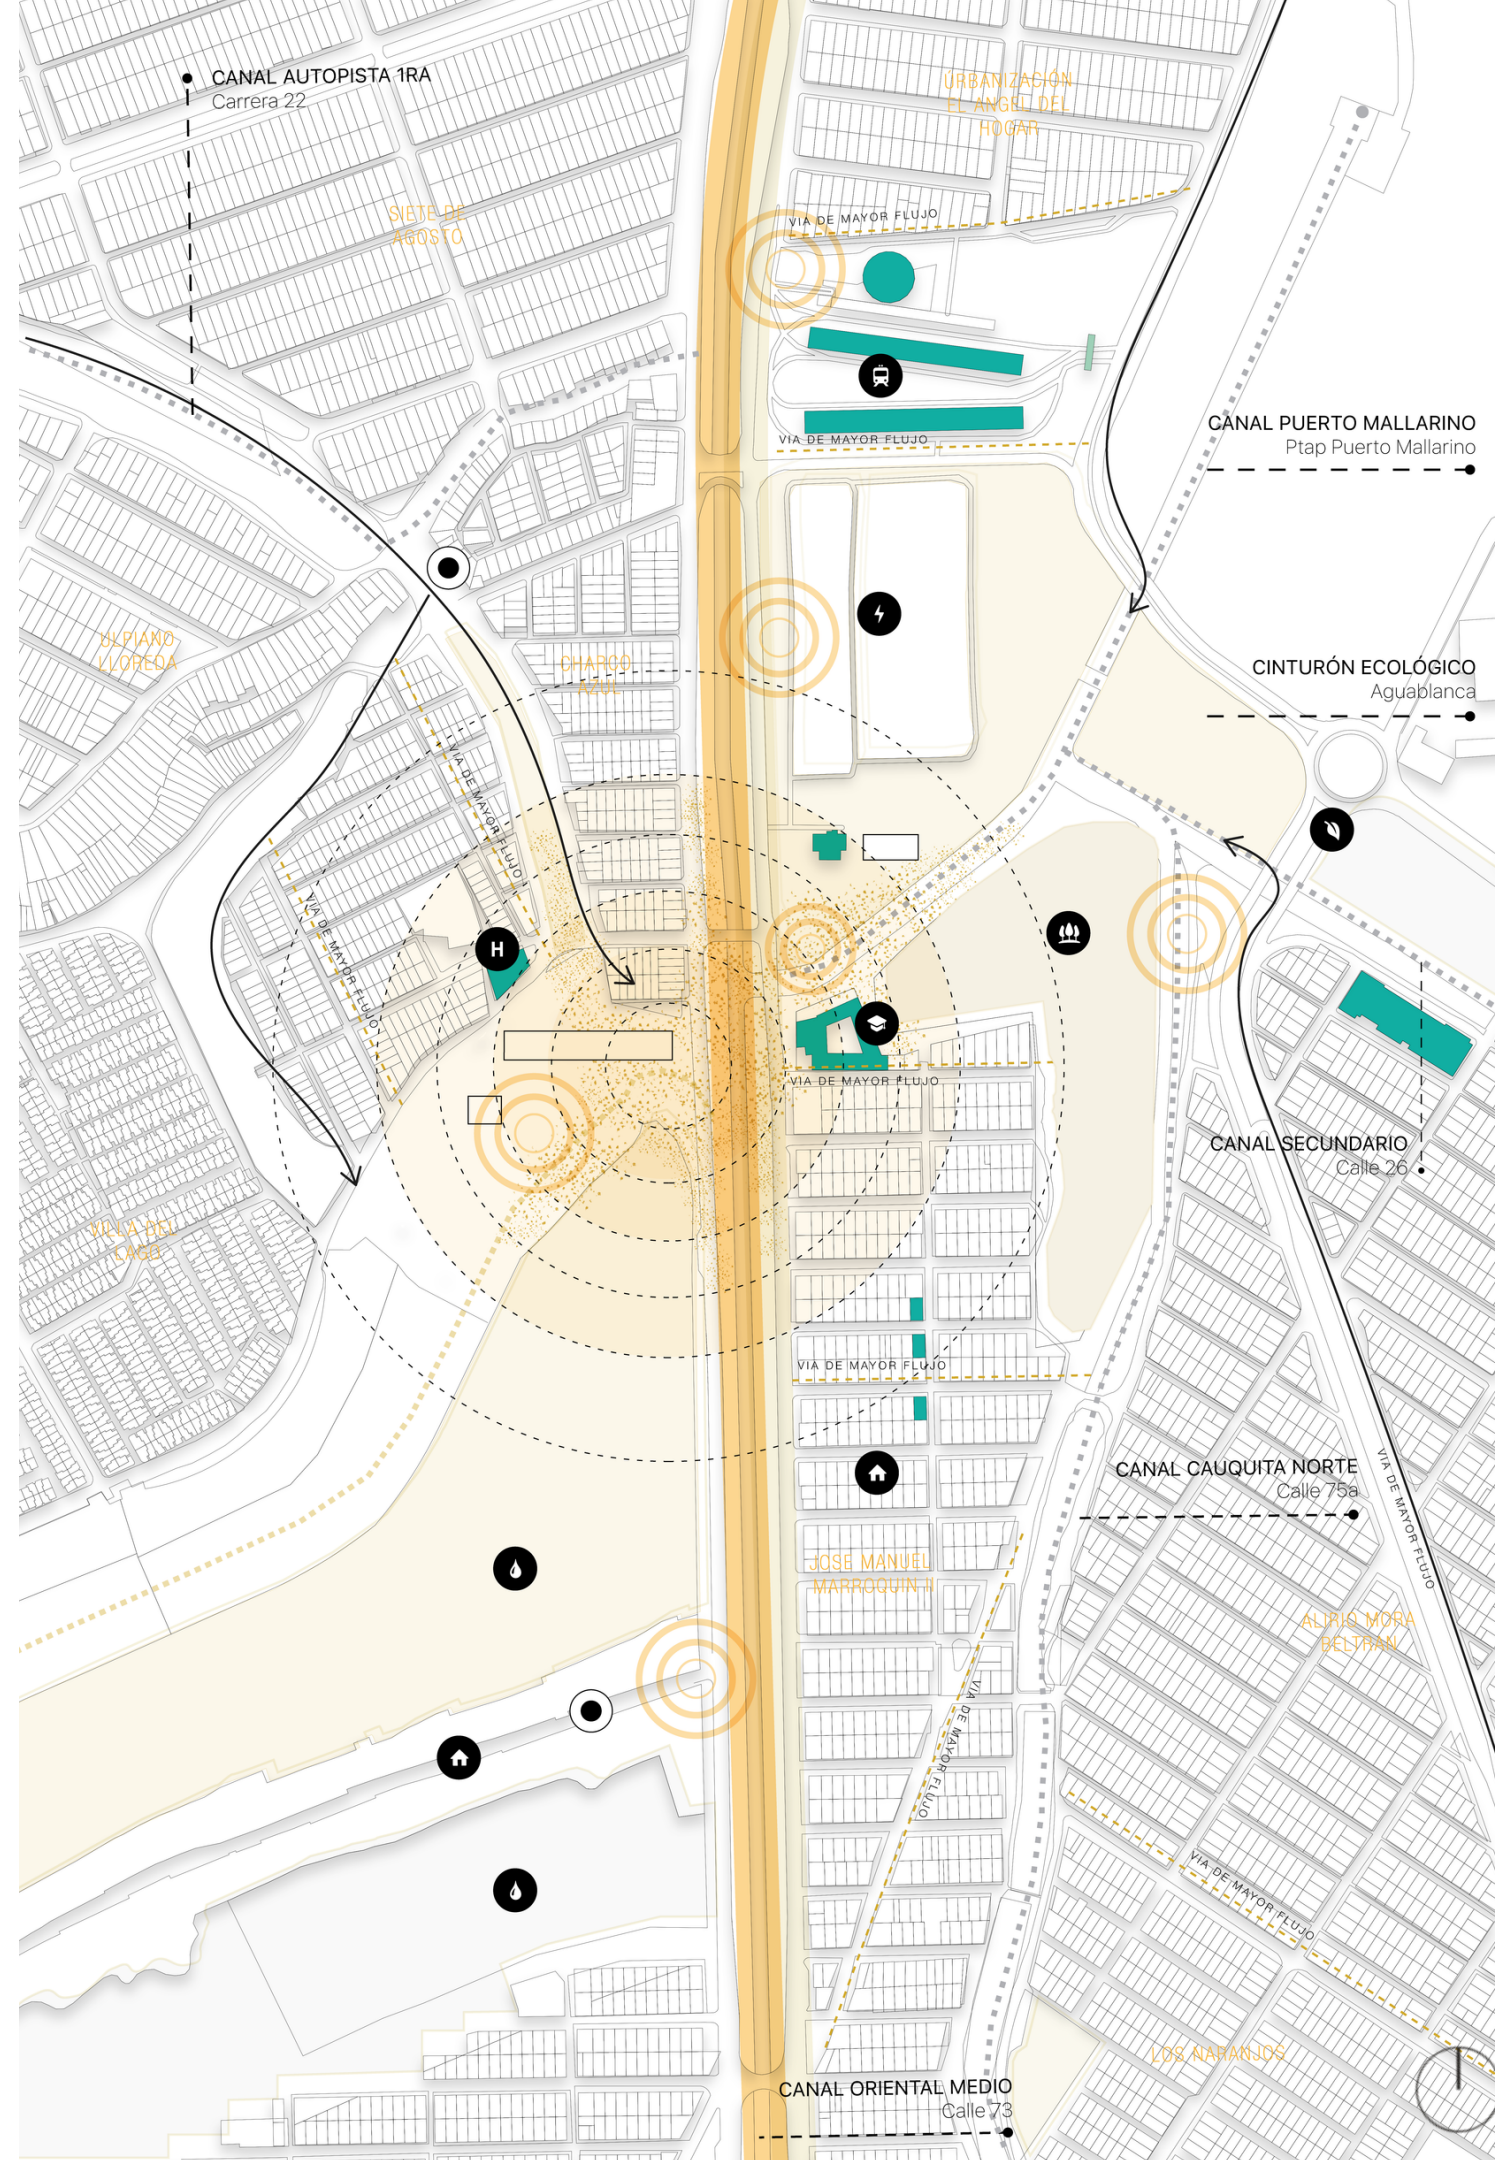 CANAL AUTOPISTA 1RA
Carrera 22
URBANIZACIÓN
EL ANGEL DEL
HOGAR
SIETE DE
AGOSTO
VIA DE MAYOR FLUJO
VIA DE MAYOR FLUJO
CANAL PUERTO MALLARINO
Ptap Puerto Mallarino
ULPIANO
LLOREDA
CHARCO
AZUL
CINTURÓN ECOLÓGICO
Aguablanca
VIA DE MAYOR FLUJO
VIA DE MAYOR FLUJO
H
VIA DE MAYOR FLUJO
CANAL SECUNDARIO
Calle 26
VILLA DEL
LAGO
VIA DE MAYOR FLUJO
CANAL CAUQUITA NORTE
Calle 75a
VIA DE MAYOR FLUJO
JOSE MANUEL
MARROQUIN II
ALIRIO MORA
BELTRAN
VIA DE MAYOR FLUJO
VIA DE MAYOR FLUJO
LOS NARANJOS
CANAL ORIENTAL MEDIO
Calle 73